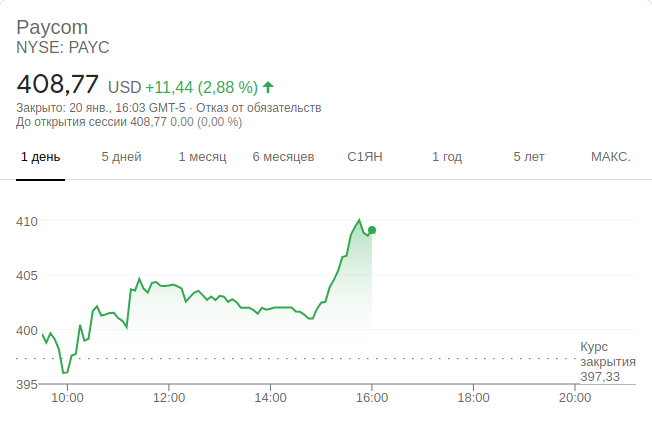 Paycom
NYSE: PAYC
408,77 USD +11,44 (2,88 %)
Закрыто: 20 янв., 16:03 GMT-5 · Отказ от обязательств
До открытия сессии 408,77 0,00 (0,00 %)
1 день 5 дней 1 месяц 6 месяцев С1ЯН 1 год 5 лет МАКС.
410
405
400
Курс
закрытия
397,33
395
10:00 12:00 14:00 16:00 18:00 20:00